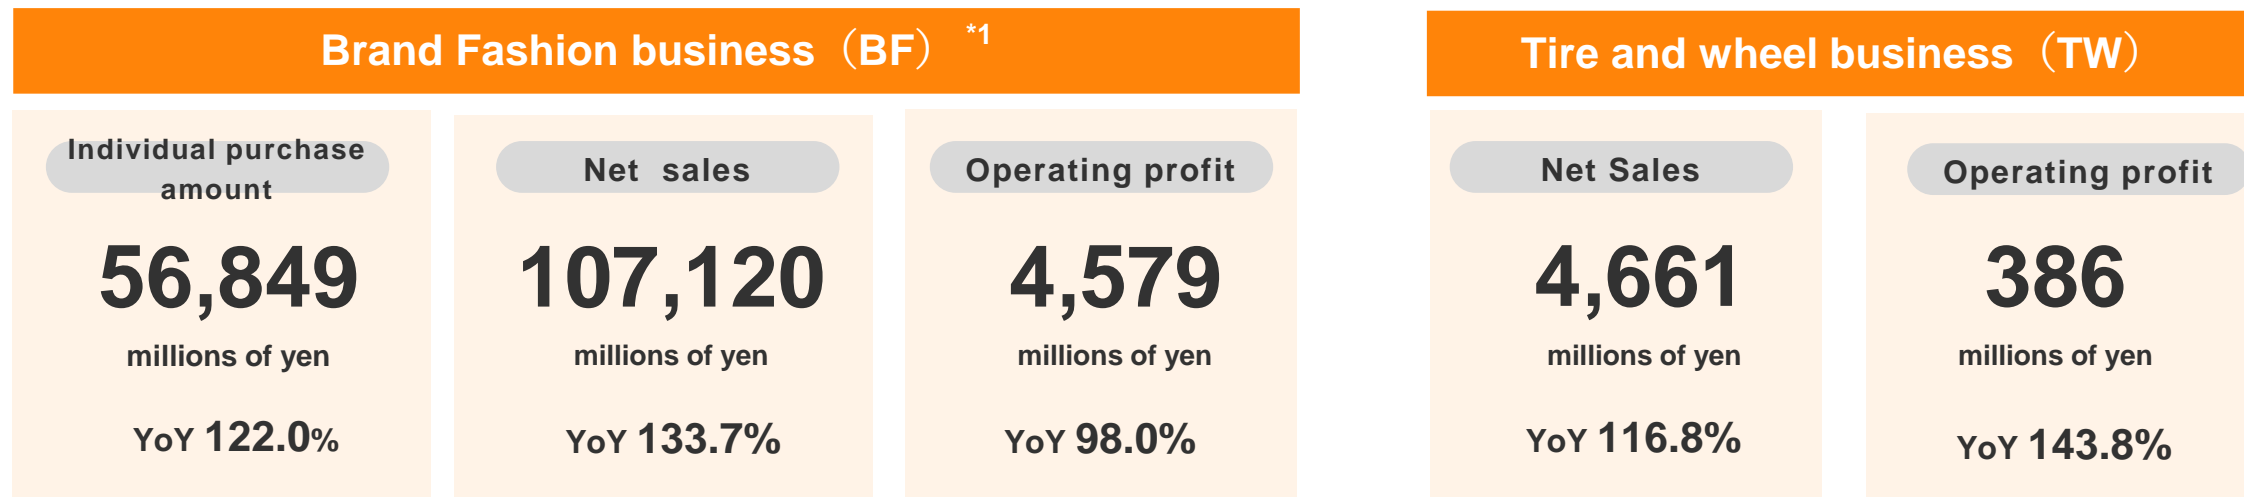 Brand Fashion business（BF） *1
Individual purchase
amount
56,849
millions of yen
YoY 122.0%
Net sales
107,120
millions of yen
YoY 133.7%
Operating profit
4,579
millions of yen
YoY 98.0%
Tire and wheel business（TW）
Net Sales
4,661
millions of yen
YoY 116.8%
Operating profit
386
millions of yen
YoY 143.8%